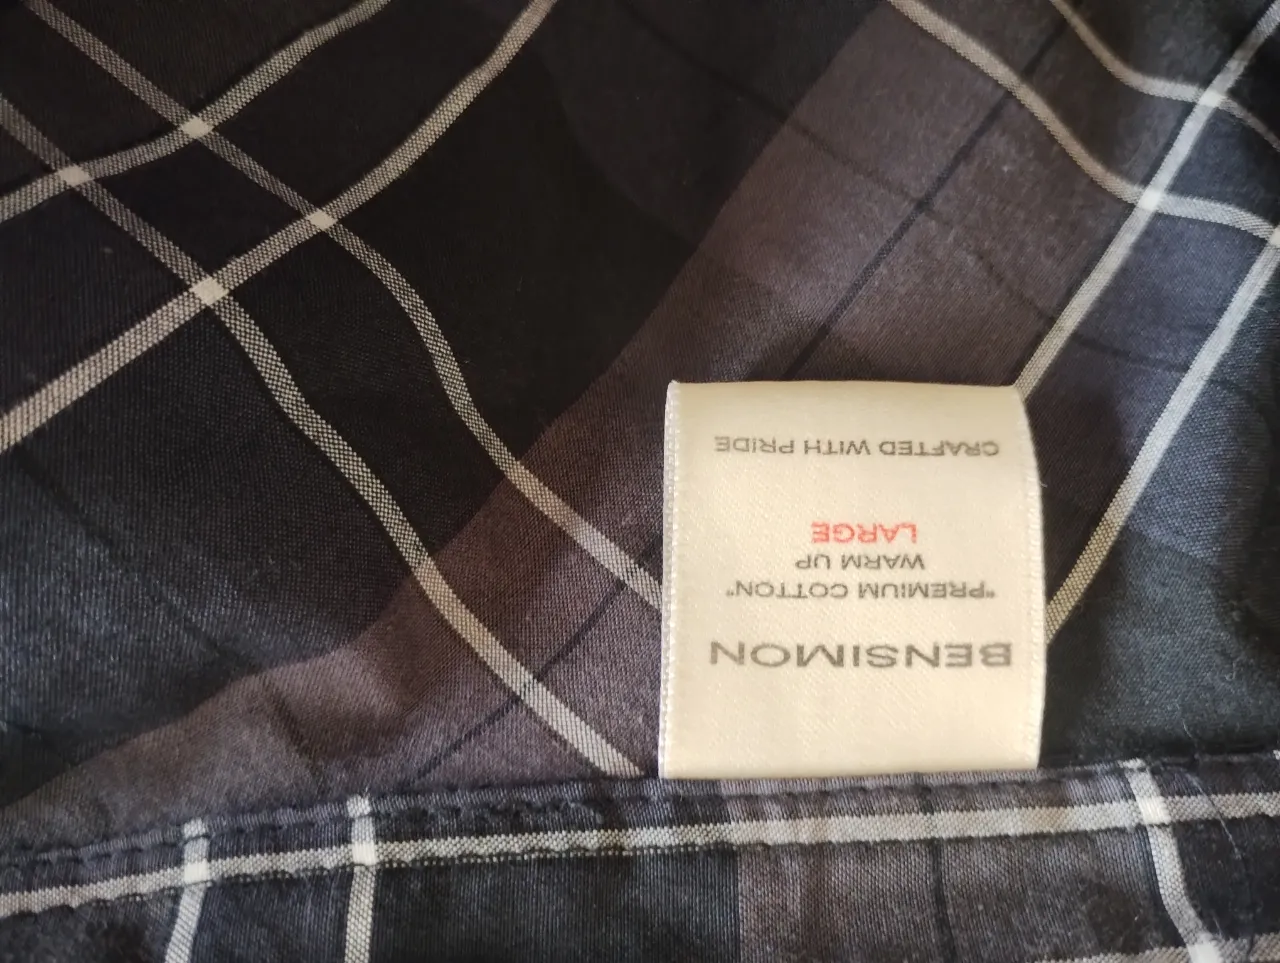 BENSIMON
"PREMIUM COTTON"
WARM UP
LARGE
CRAFTED WITH PRIDE